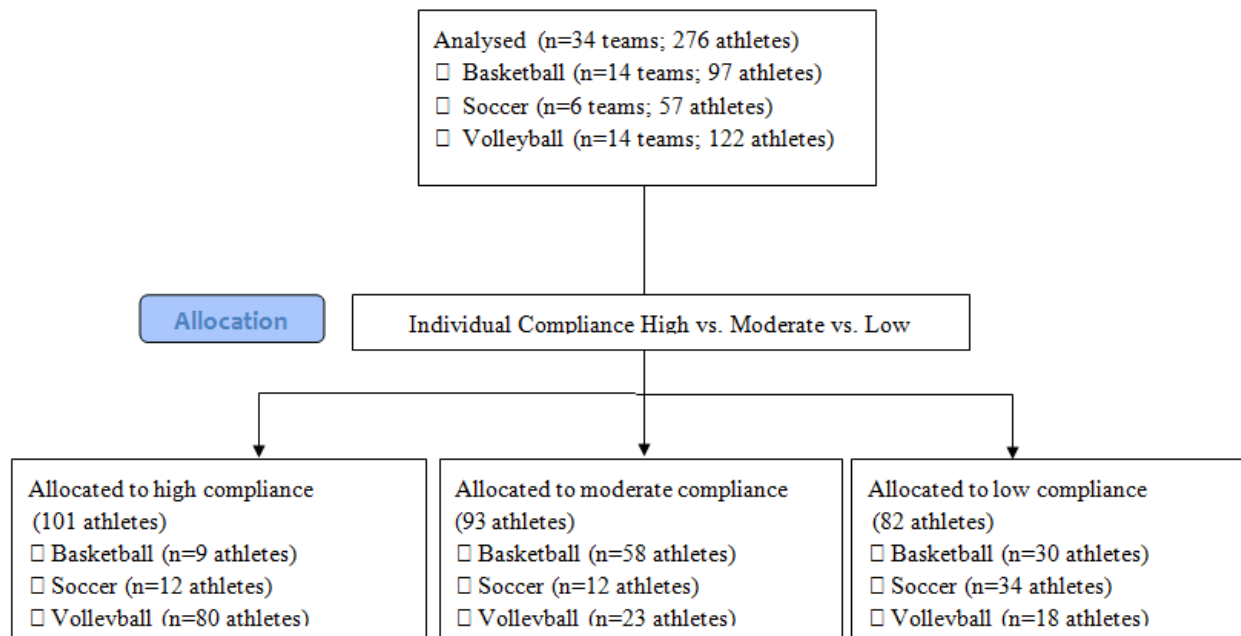 Analysed (n=34 teams; 276 athletes)
□ Basketball (n=14 teams; 97 athletes)
□ Soccer (n=6 teams; 57 athletes)
□ Volleyball (n=14 teams; 122 athletes)
Allocation
Individual Compliance High vs. Moderate vs. Low
Allocated to high compliance
(101 athletes)
□ Basketball (n=9 athletes)
□ Soccer (n=12 athletes)
□ Volleyball (n=80 athletes)
Allocated to moderate compliance
(93 athletes)
□ Basketball (n=58 athletes)
□ Soccer (n=12 athletes)
□ Volleyball (n=23 athletes)
Allocated to low compliance
(82 athletes)
□ Basketball (n=30 athletes)
□ Soccer (n=34 athletes)
□ Volleyball (n=18 athletes)